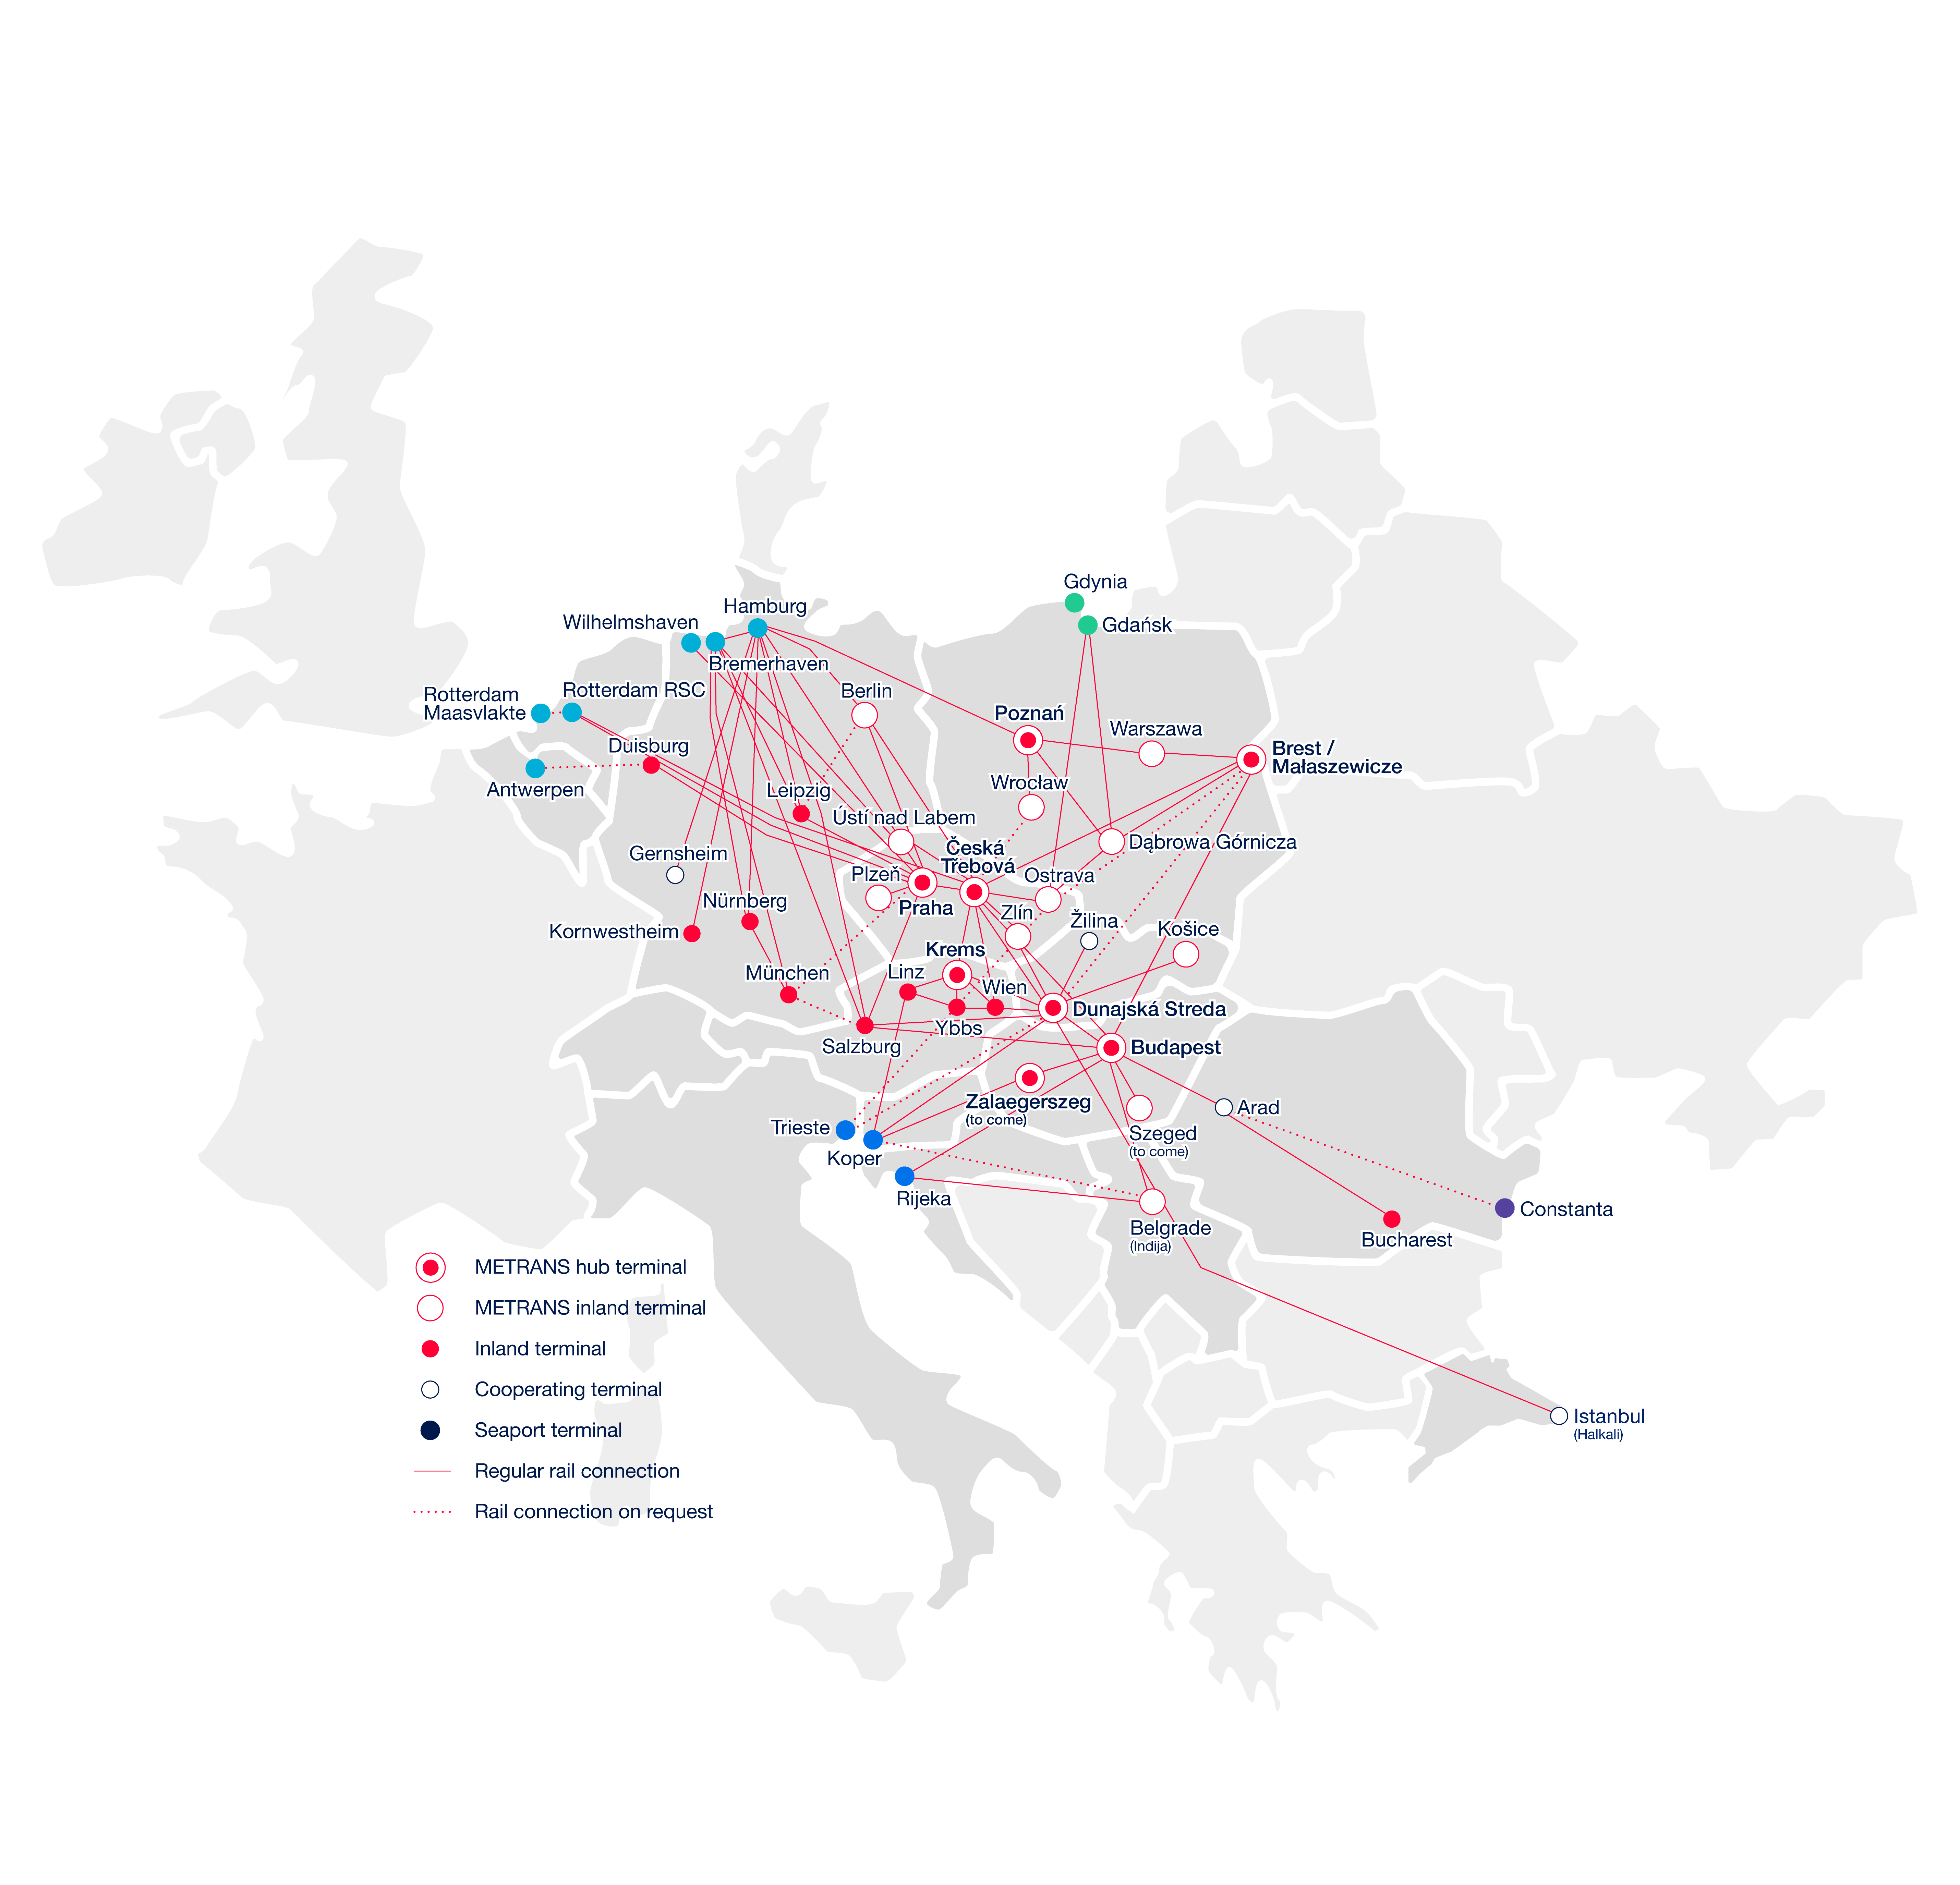 Gdynia
Gdańsk
Hamburg
Wilhelmshaven
Bremerhaven
Rotterdam
Maasvlakte
Rotterdam RSC
Berlin
Poznań
Warszawa
Brest /
Małaszewicze
Duisburg
Antwerpen
Leipzig
Wrocław
Ústí nad Labem
Dąbrowa Górnicza
Česká
Třebová
Gernsheim
Plzeň
Ostrava
Praha
Nürnberg
Zlín
Žilina
Košice
Kornwestheim
Krems
München
Linz
Wien
Dunajská Streda
Ybbs
Salzburg
Budapest
Zalaegerszeg
(to come)
Arad
Trieste
Szeged
(to come)
Koper
Rijeka
Belgrade
(Inđija)
Constanta
Bucharest
METRANS hub terminal
METRANS inland terminal
Inland terminal
Cooperating terminal
Seaport terminal
Regular rail connection
Rail connection on request
Istanbul
(Halkali)